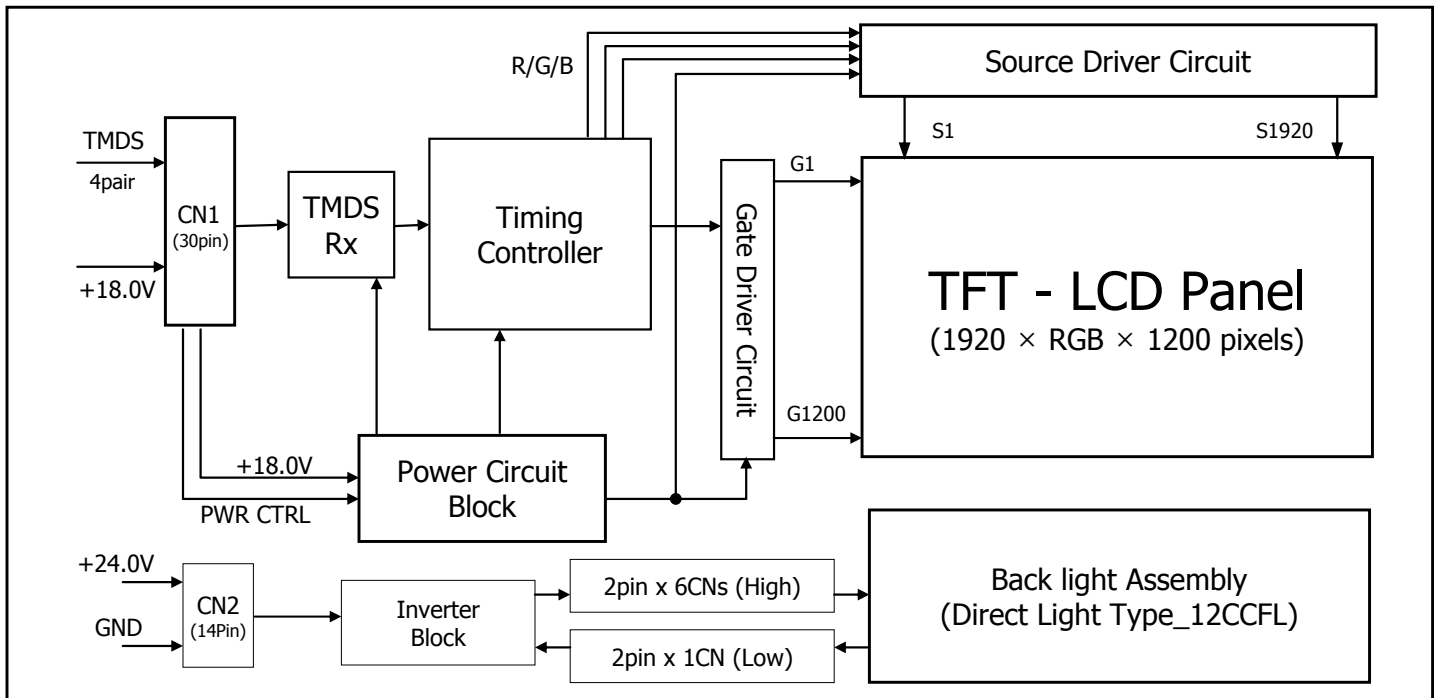 R/G/B
Source Driver Circuit
S1
S1920
TMDS
4pair
CN1
(30pin)
+18.0V
TMDS
Rx
Timing
Controller
Gate Driver Circuit
G1
G1200
TFT - LCD Panel
(1920 × RGB × 1200 pixels)
+18.0V
PWR CTRL
Power Circuit
Block
+24.0V
GND
CN2
(14Pin)
Inverter
Block
2pin x 6CNs (High)
2pin x 1CN (Low)
Back light Assembly
(Direct Light Type_12CCFL)